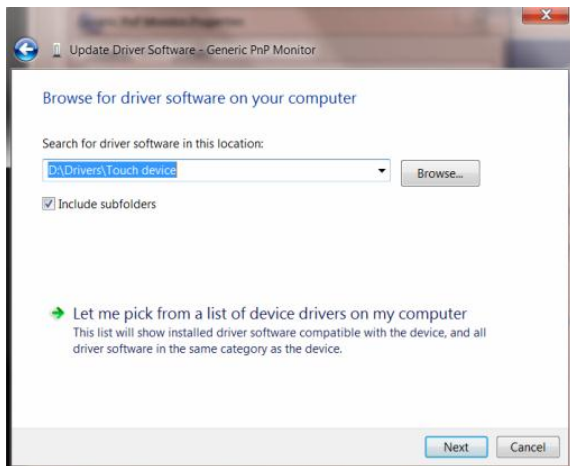 Update Driver Software - Generic PnP Monitor
Browse for driver software on your computer
Search for driver software in this location:
D:\Drivers\Touch device
Browse...
Include subfolders
Let me pick from a list of device drivers on my computer
This list will show installed driver software compatible with the device, and all
driver software in the same category as the device.
Next
Cancel